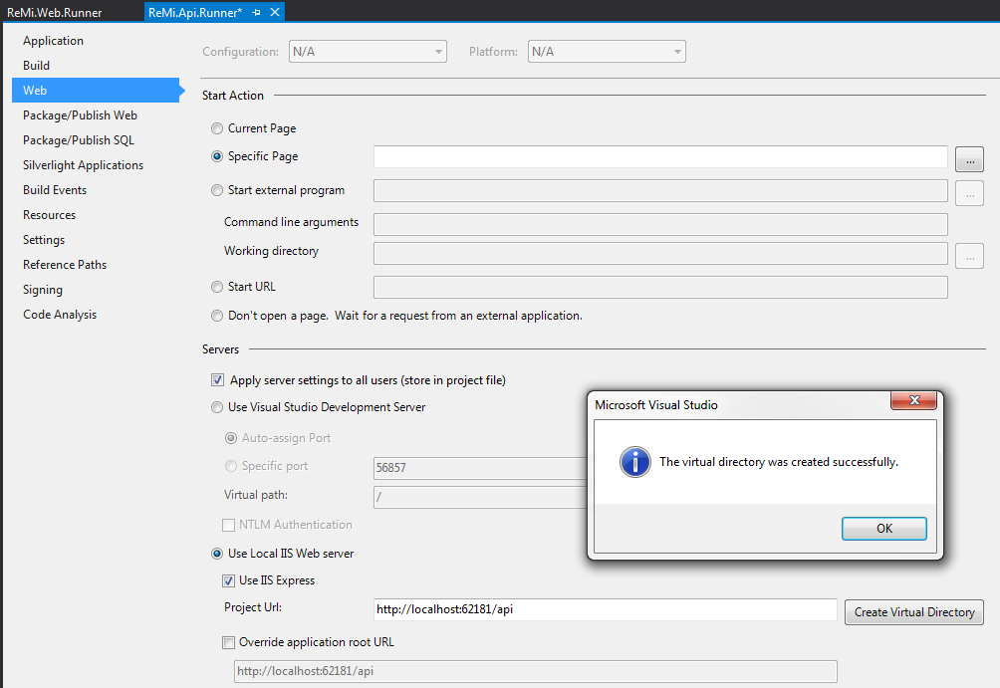 ReMi.Web.Runner
ReMi.Api.Runner*
Application
Build
Web
Package/Publish Web
Package/Publish SQL
Silverlight Applications
Build Events
Resources
Settings
Reference Paths
Signing
Code Analysis
Configuration: N/A
Platform: N/A
Start Action
Current Page
Specific Page
...
Start external program
...
Command line arguments
Working directory
...
Start URL
Don't open a page. Wait for a request from an external application.
Servers
Apply server settings to all users (store in project file)
Use Visual Studio Development Server
Auto-assign Port
Specific port
56857
Virtual path:
/
NTLM Authentication
Use Local IIS Web server
Use IIS Express
Project Url:
http://localhost:62181/api
Create Virtual Directory
Override application root URL
http://localhost:62181/api
Microsoft Visual Studio
The virtual directory was created successfully.
OK